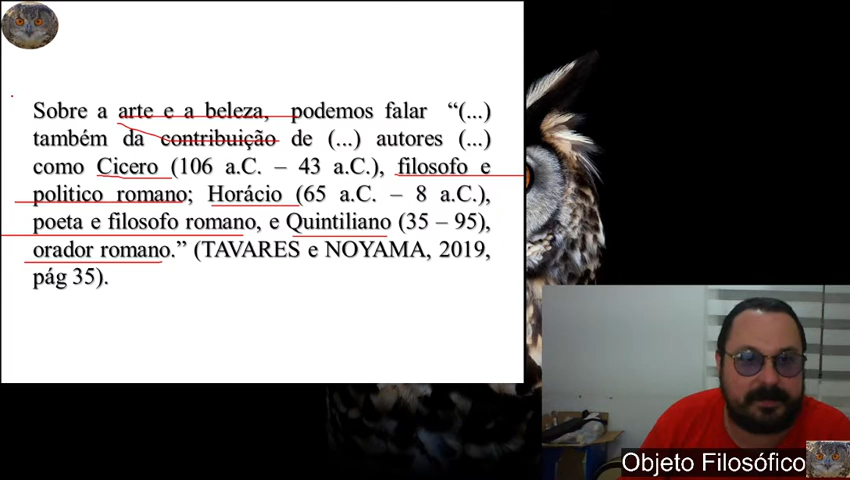 Sobre a arte e a beleza, podemos falar “(...)
também da contribuição de (...) autores (...)
como Cicero (106 a.C. – 43 a.C.), filosofo e
politico romano; Horácio (65 a.C. – 8 a.C.),
poeta e filosofo romano, e Quintiliano (35 – 95),
orador romano.” (TAVARES e NOYAMA, 2019,
pág 35).
Objeto Filosófico